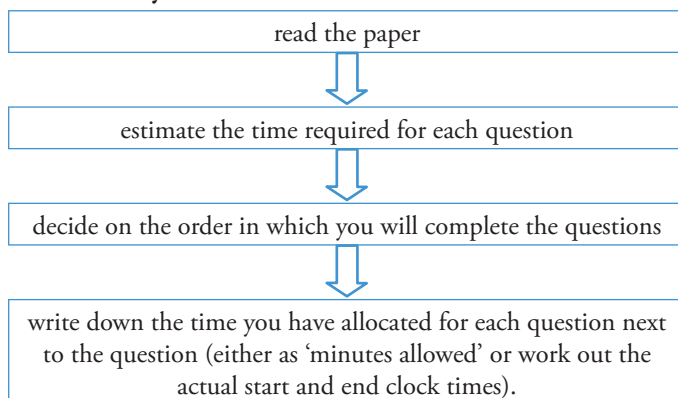 read the paper
estimate the time required for each question
decide on the order in which you will complete the questions
write down the time you have allocated for each question next
to the question (either as ‘minutes allowed’ or work out the
actual start and end clock times).